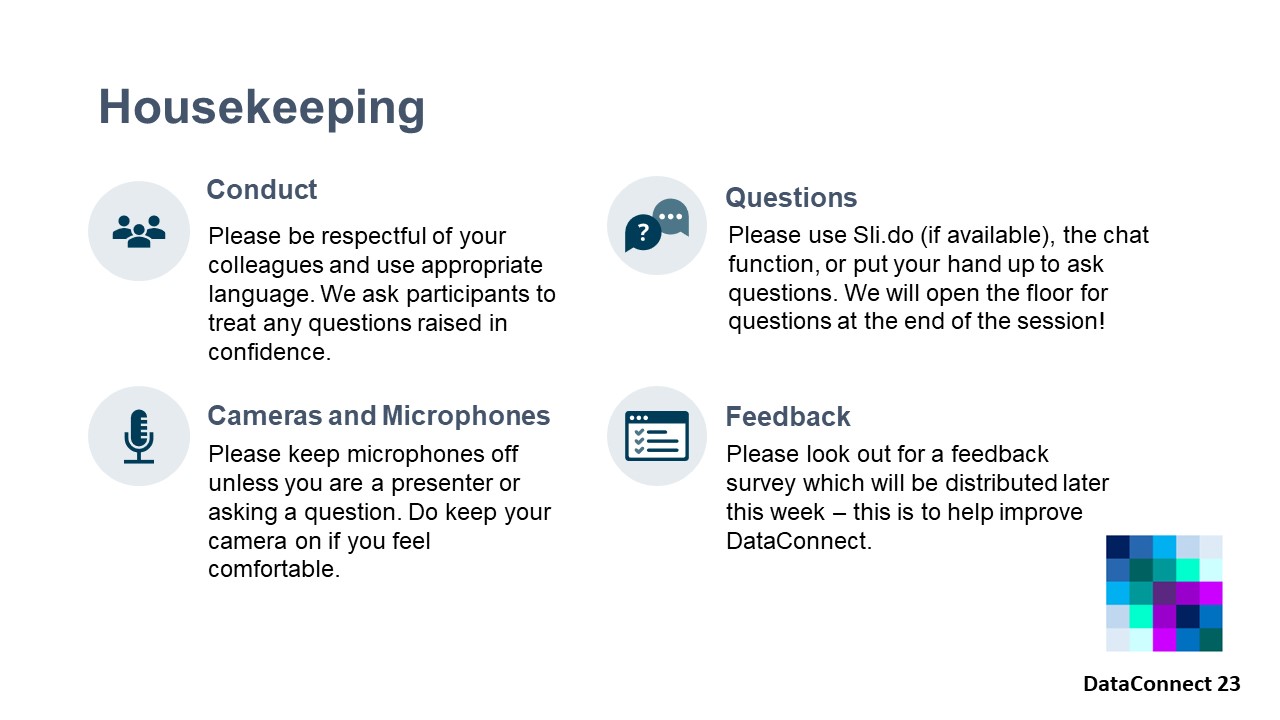 Housekeeping
Conduct
Please be respectful of your
colleagues and use appropriate
language. We ask participants to
treat any questions raised in
confidence.
Questions
Please use Sli.do (if available), the chat
function, or put your hand up to ask
questions. We will open the floor for
questions at the end of the session!
Cameras and Microphones
Please keep microphones off
unless you are a presenter or
asking a question. Do keep your
camera on if you feel
comfortable.
Feedback
Please look out for a feedback
survey which will be distributed later
this week – this is to help improve
DataConnect.
DataConnect 23